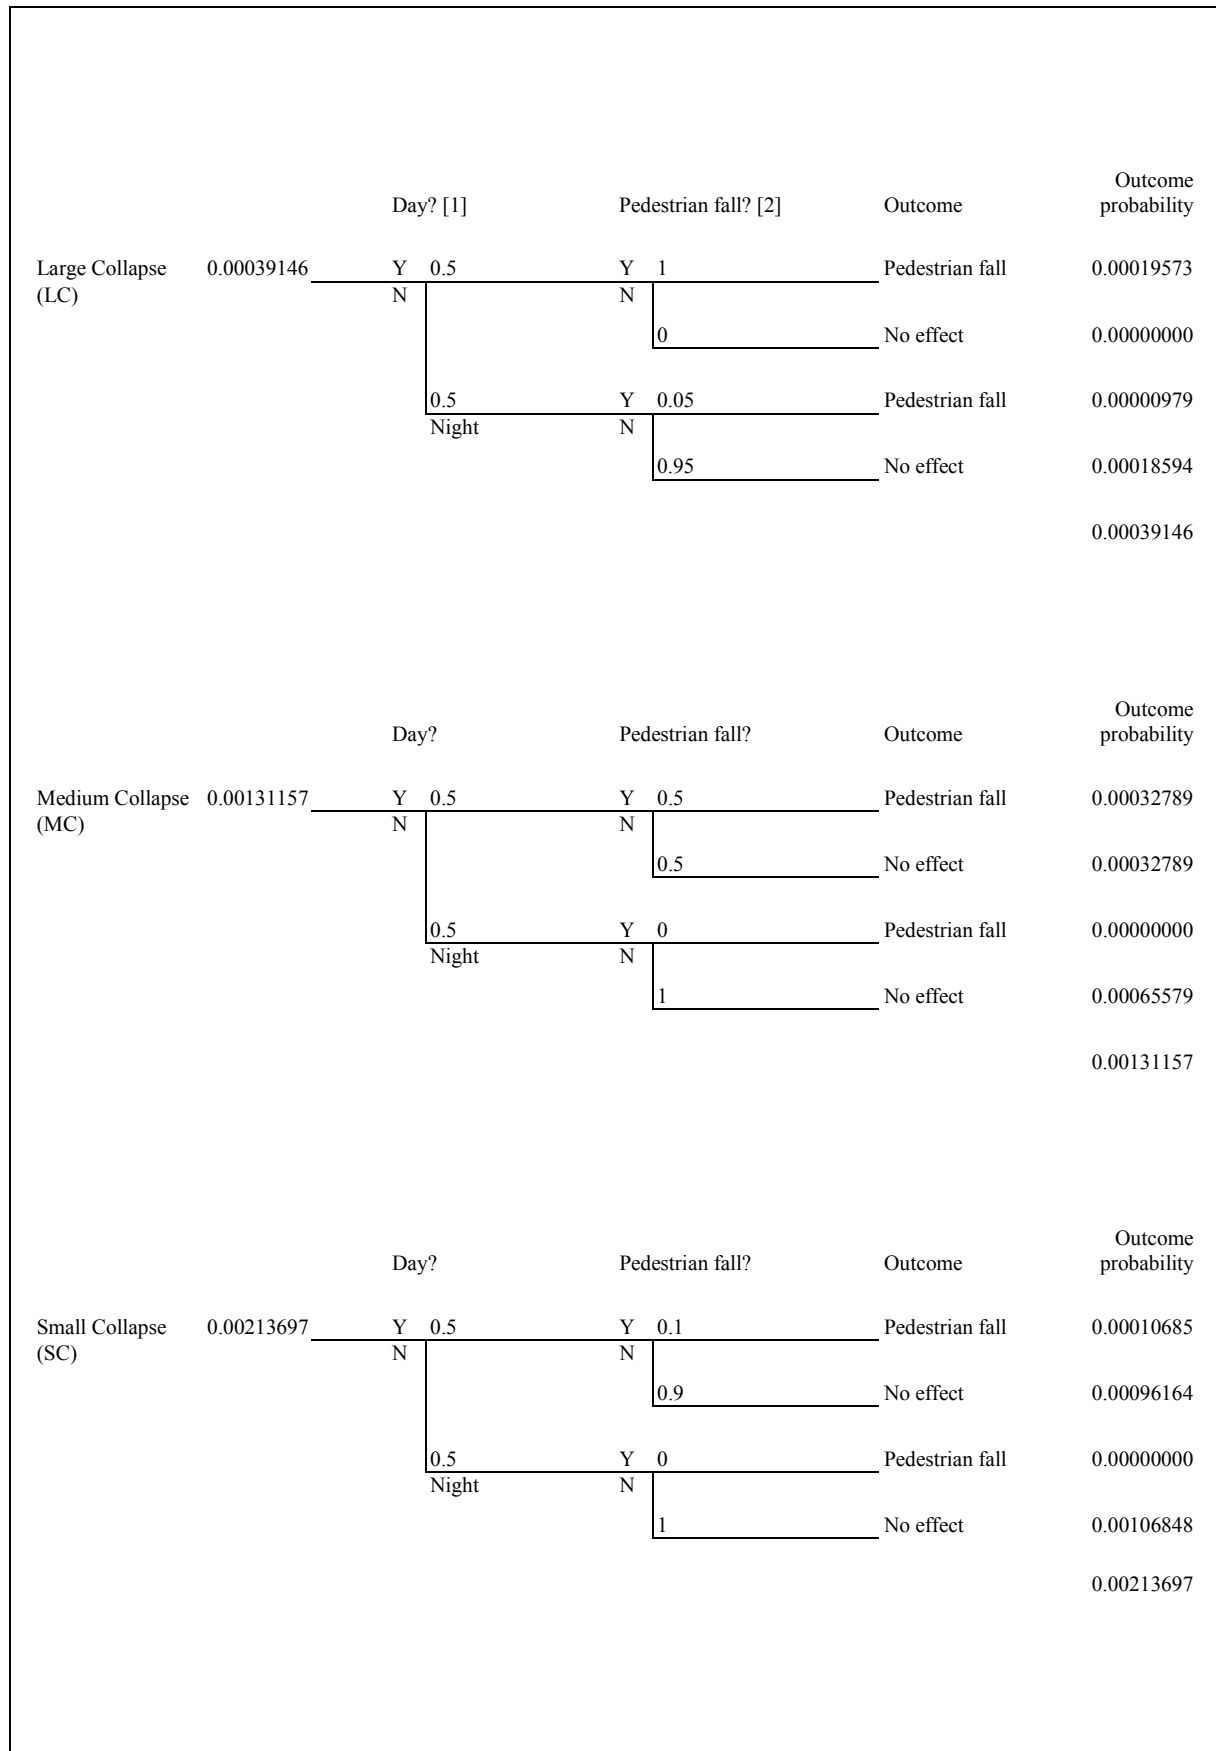 Outcome
Day? [1] Pedestrian fall? [2] Outcome probability
Large Collapse 0.00039146 Y 0.5 Y 1 Pedestrian fall 0.00019573
(LC) N N
0 No effect 0.00000000
0.5 Y 0.05 Pedestrian fall 0.00000979
Night N
0.95 No effect 0.00018594
0.00039146
Outcome
Day? Pedestrian fall? Outcome probability
Medium Collapse 0.00131157 Y 0.5 Y 0.5 Pedestrian fall 0.00032789
(MC) N N
0.5 No effect 0.00032789
0.5 Y 0 Pedestrian fall 0.00000000
Night N
1 No effect 0.00065579
0.00131157
Outcome
Day? Pedestrian fall? Outcome probability
Small Collapse 0.00213697 Y 0.5 Y 0.1 Pedestrian fall 0.00010685
(SC) N N
0.9 No effect 0.00096164
0.5 Y 0 Pedestrian fall 0.00000000
Night N
1 No effect 0.00106848
0.00213697